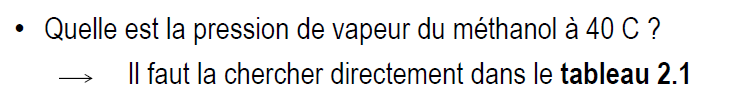 • Quelle est la pression de vapeur du méthanol à 40 C ?
→ Il faut la chercher directement dans le tableau 2.1